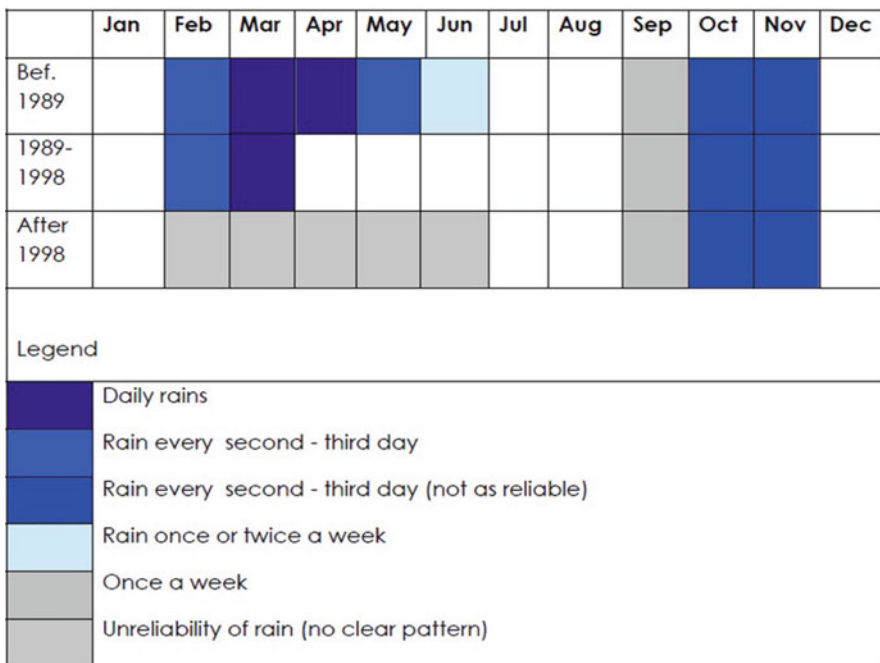 Jan Feb Mar Apr May Jun Jul Aug Sep Oct Nov Dec
Bef.
1989
1989-
1998
After
1998
Legend
Daily rains
Rain every second - third day
Rain every second - third day (not as reliable)
Rain once or twice a week
Once a week
Unreliability of rain (no clear pattern)